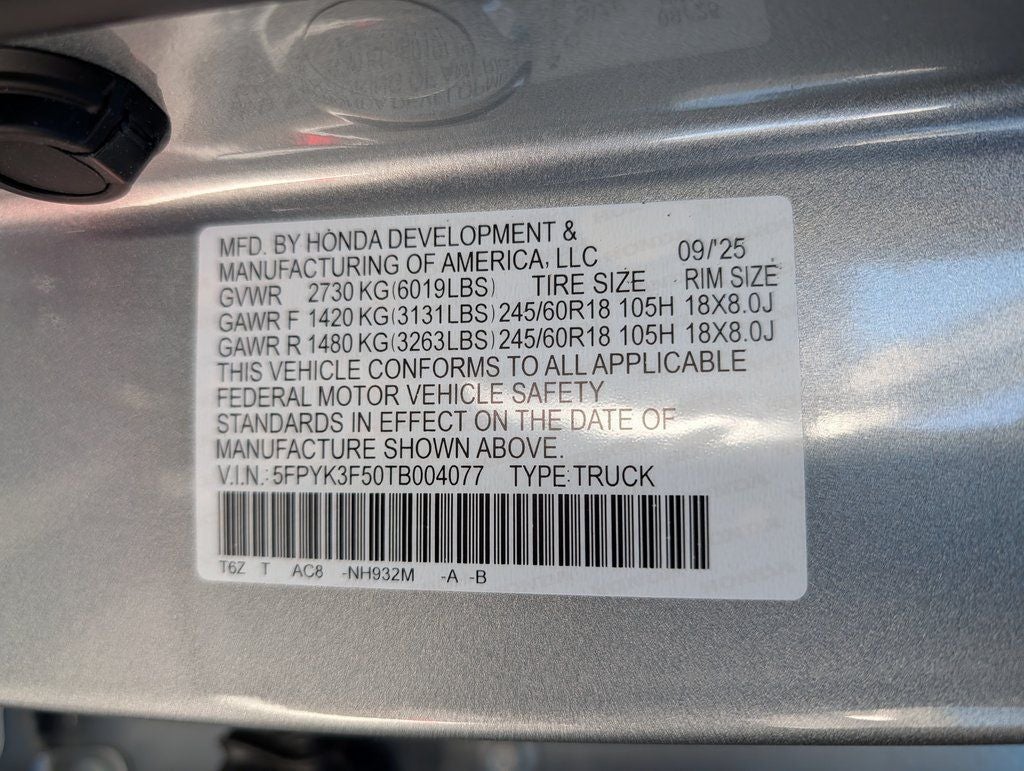 MFD. BY HONDA DEVELOPMENT &
MANUFACTURING OF AMERICA, LLC 09/'25
GVWR 2730 KG(6019LBS) TIRE SIZE RIM SIZE
GAWR F 1420 KG(3131LBS) 245/60R18 105H 18X8.0J
GAWR R 1480 KG(3263LBS) 245/60R18 105H 18X8.0J
THIS VEHICLE CONFORMS TO ALL APPLICABLE
FEDERAL MOTOR VEHICLE SAFETY
STANDARDS IN EFFECT ON THE DATE OF
MANUFACTURE SHOWN ABOVE.
V.I.N.:5FPYK3F50TB004077 TYPE:TRUCK
T6Z T AC8 -NH932M -A -B